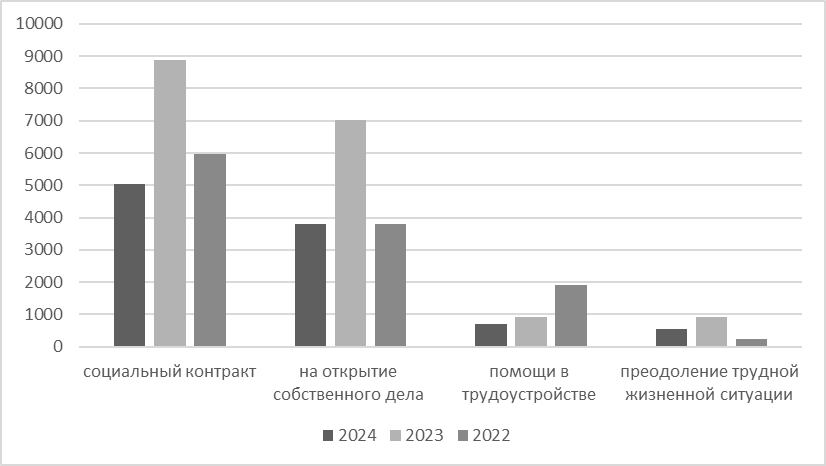 10000
9000
8000
7000
6000
5000
4000
3000
2000
1000
0
социальный контракт
на открытие
собственного дела
помощи в
трудоустройстве
преодоление трудной
жизненной ситуации
2024 2023 2022